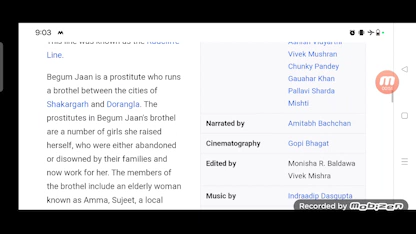 9:03
This line was known as the Radcliffe
Line.
Begum Jaan is a prostitute who runs
a brothel between the cities of
Shakargarh and Dorangla. The
prostitutes in Begum Jaan's brothel
are a number of girls she raised
herself, who were either abandoned
or disowned by their families and
now work for her. The members of
the brothel include an elderly woman
known as Amma, Sujeet, a local
Ashish Vidyarthi
Vivek Mushran
Chunky Pandey
Gauahar Khan
Pallavi Sharda
Mishti
Narrated by Amitabh Bachchan
Cinematography Gopi Bhagat
Edited by Monisha R. Baldawa
Vivek Mishra
Music by Indraadip Dasgupta
Recorded by Mobizen